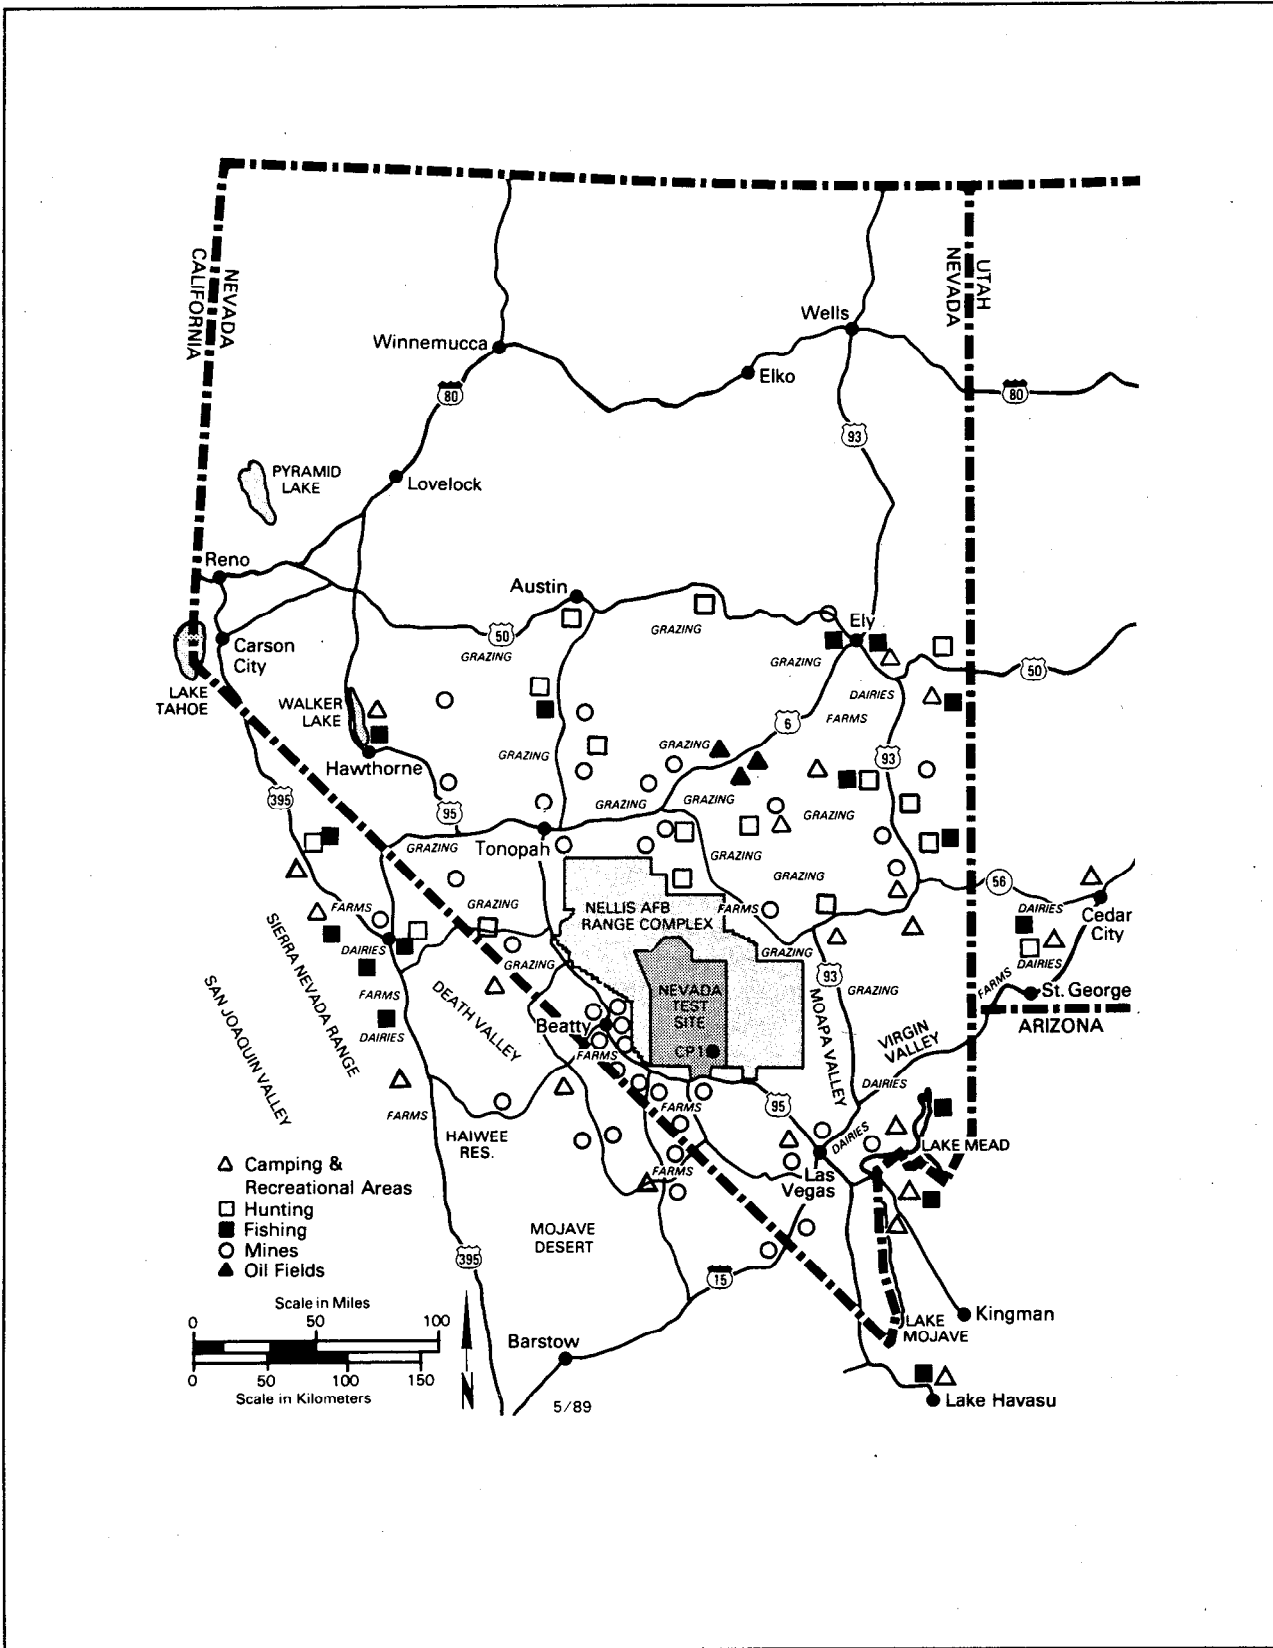 NEVADA
CALIFORNIA
UTAH
NEVADA
Wells
Winnemucca
Elko
80
80
93
PYRAMID
LAKE
Lovelock
Reno
Austin
Ely
50
GRAZING
GRAZING
GRAZING
50
Carson
City
LAKE
TAHOE
WALKER
LAKE
DAIRIES
FARMS
6
GRAZING
GRAZING
93
Hawthorne
395
95
GRAZING
GRAZING
GRAZING
GRAZING
Tonopah
GRAZING
GRAZING
56
NELLIS AFB
RANGE COMPLEX
FARMS
GRAZING
FARMS
DAIRIES
Cedar
City
DAIRIES
DAIRIES
GRAZING
GRAZING
SIERRA NEVADA RANGE
SAN JOAQUIN VALLEY
DEATH VALLEY
FARMS
DAIRIES
93
GRAZING
NEVADA
TEST
SITE
CP 1
MOAPA VALLEY
VIRGIN
VALLEY
FARMS
St. George
ARIZONA
Beatty
FARMS
FARMS
DAIRIES
FARMS
95
DAIRIES
HAIWEE
RES.
LAKE MEAD
FARMS
Las
Vegas
Camping &
Recreational Areas
Hunting
Fishing
Mines
Oil Fields
MOJAVE
DESERT
395
15
Scale in Miles
0 50 100
0 50 100 150
Scale in Kilometers
N
Barstow
5/89
LAKE
MOJAVE
Kingman
Lake Havasu